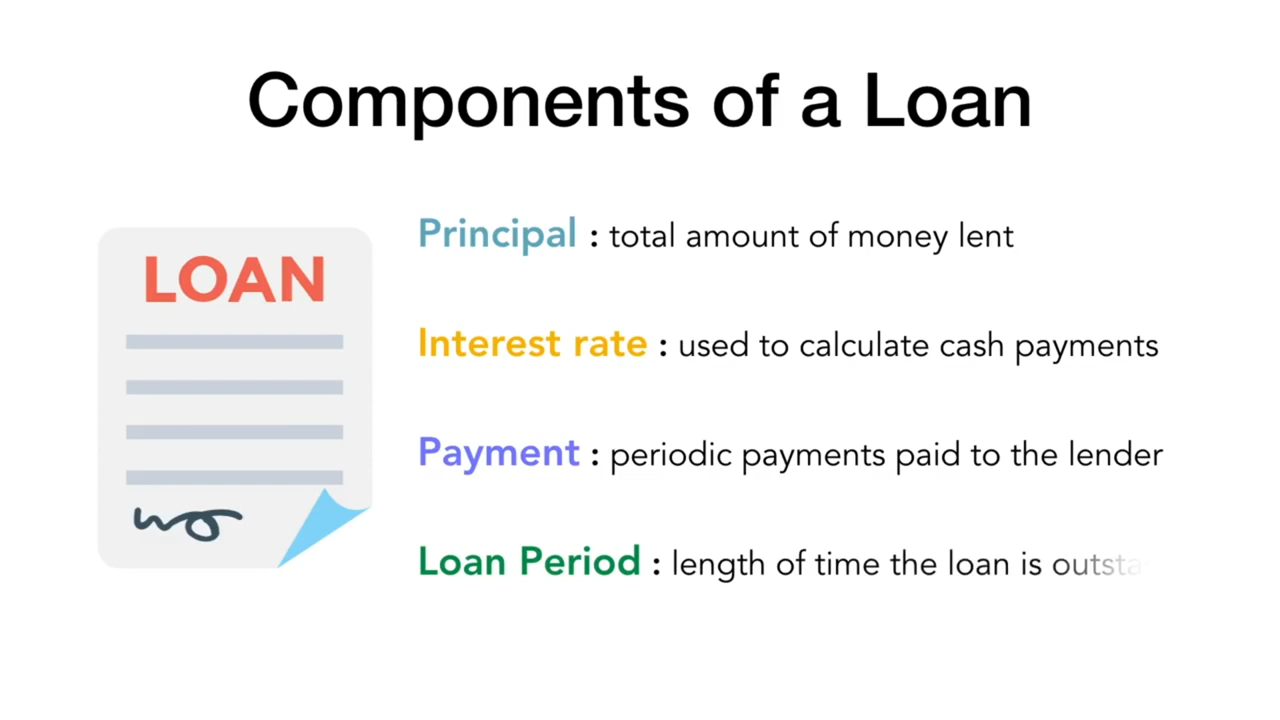 Components of a Loan
LOAN
Principal : total amount of money lent
Interest rate : used to calculate cash payments
Payment : periodic payments paid to the lender
Loan Period : length of time the loan is outsta